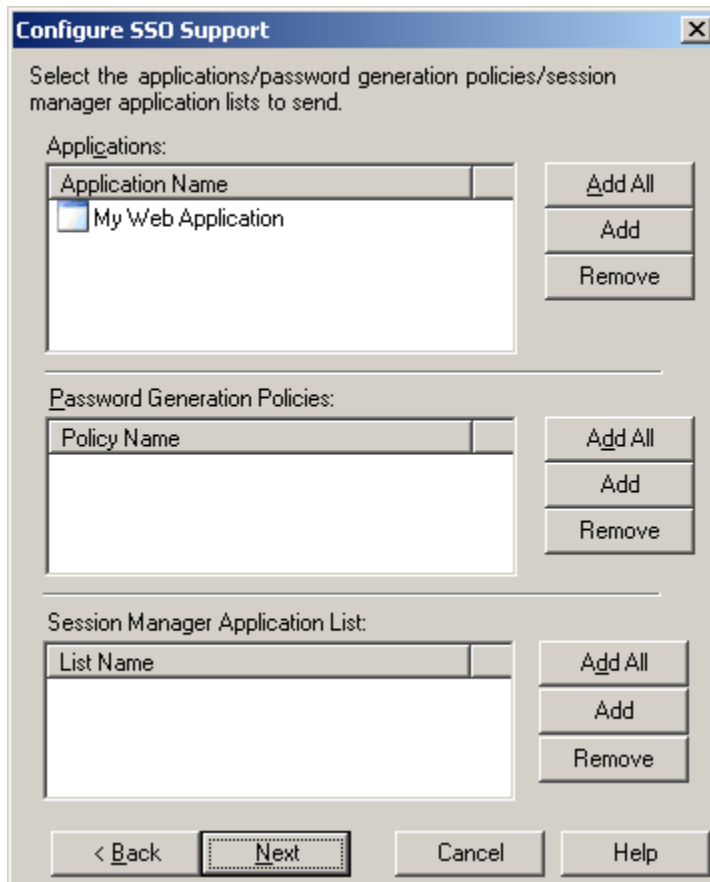 Configure SSO Support
Select the applications/password generation policies/session
manager application lists to send.
Applications:
Application Name
My Web Application
Add All
Add
Remove
Password Generation Policies:
Policy Name
Add All
Add
Remove
Session Manager Application List:
List Name
Add All
Add
Remove
< Back
Next
Cancel
Help